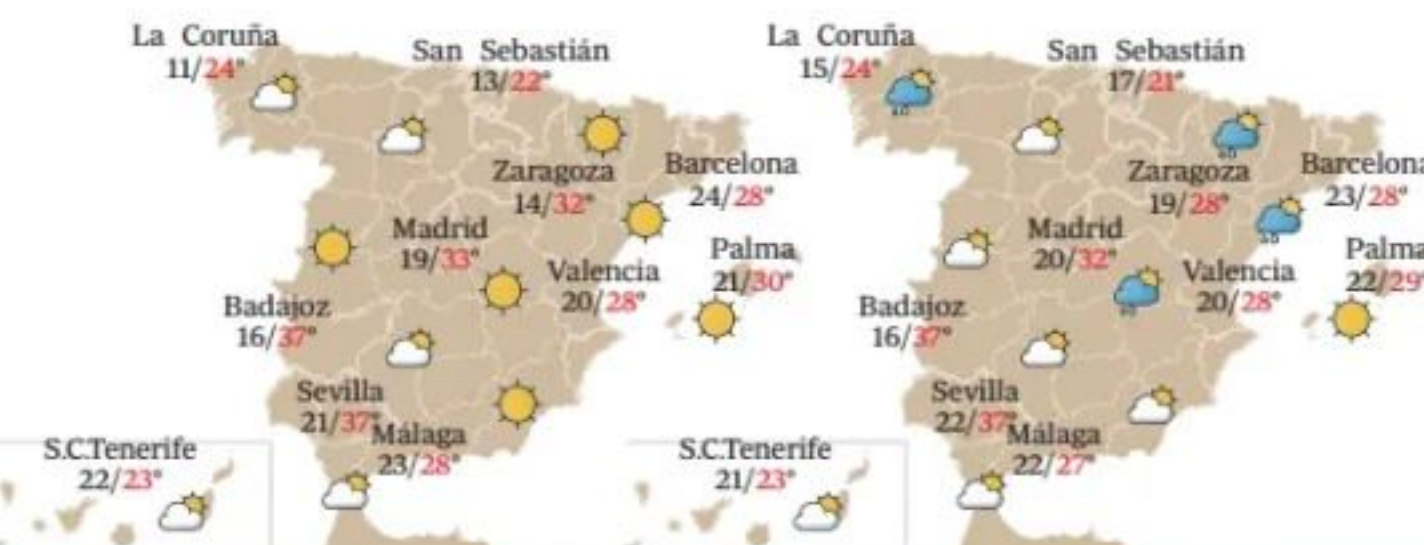 La Coruña
11/24°
San Sebastián
13/22°
Zaragoza
14/32°
Barcelona
24/28°
Madrid
19/33°
Palma
21/30°
Valencia
20/28°
Badajoz
16/37°
Sevilla
21/37°
Málaga
23/28°
S.C.Tenerife
22/23°
La Coruña
15/24°
San Sebastián
17/21°
Zaragoza
19/28°
Barcelona
23/28°
Madrid
20/32°
Palma
22/29°
Valencia
20/28°
Badajoz
16/37°
Sevilla
22/37°
Málaga
22/27°
S.C.Tenerife
21/23°